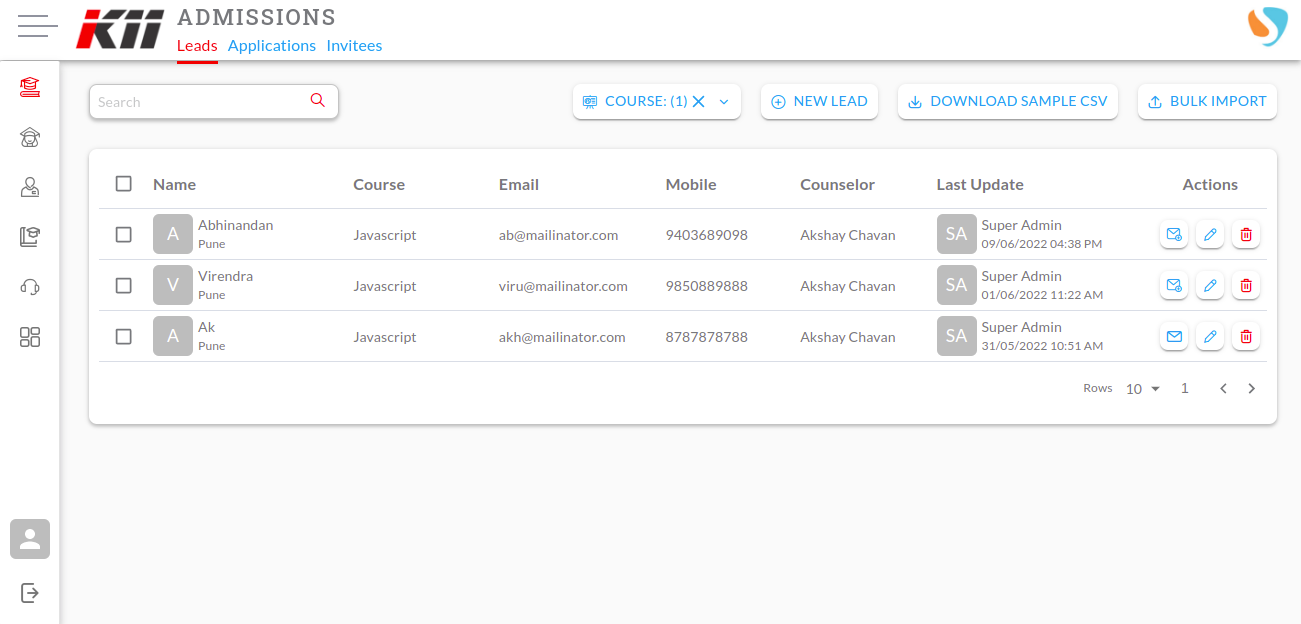 KII
ADMISSIONS
Leads Applications Invitees
Search
COURSE: (1)
NEW LEAD
DOWNLOAD SAMPLE CSV
BULK IMPORT
Name Course Email Mobile Counselor Last Update Actions
A Abhinandan Pune Javascript ab@mailinator.com 9403689098 Akshay Chavan SA Super Admin 09/06/2022 04:38 PM
V Virendra Pune Javascript viru@mailinator.com 9850889888 Akshay Chavan SA Super Admin 01/06/2022 11:22 AM
A Ak Pune Javascript akh@mailinator.com 8787878788 Akshay Chavan SA Super Admin 31/05/2022 10:51 AM
Rows 10 1